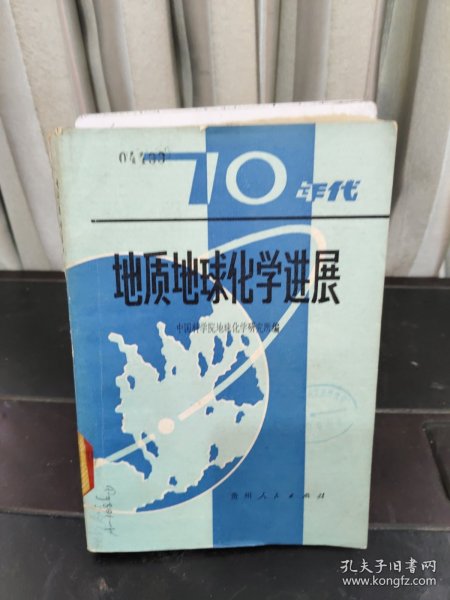 04733
70年代
地质地球化学进展
中国科学院地球化学研究所编
贵州人民出版社
孔夫子旧书网
www.kongfz.com